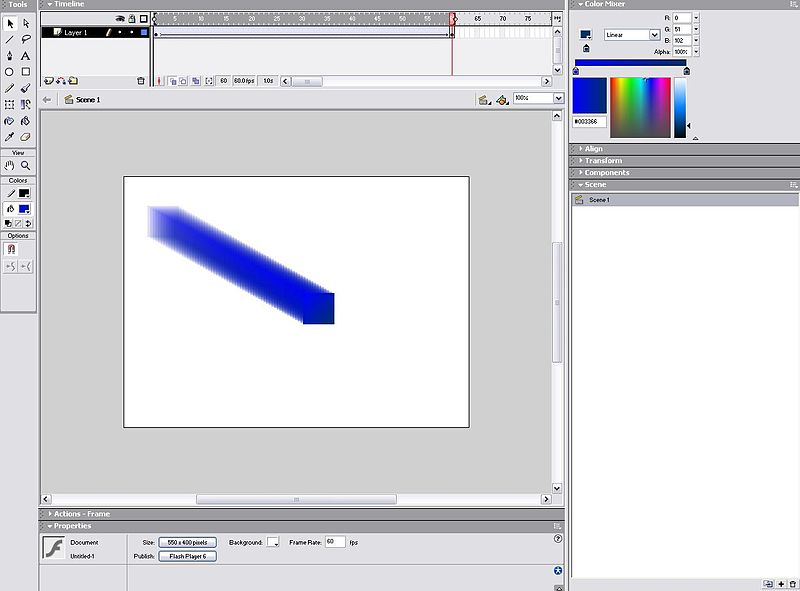 Tools
Timeline
5 10 15 20 25 30 35 40 45 50 55 65 70 75
Layer 1
60 60.0 fps 1.0s
Scene 1
100%
View
Colors
Options
Color Mixer
R: 0
Linear
G: 51
B: 102
Alpha: 100%
#003366
Align
Transform
Components
Scene
Scene 1
Actions - Frame
Properties
Document
Size: 550 x 400 pixels
Background:
Frame Rate: 60 fps
Untitled-1
Publish: Flash Player 6